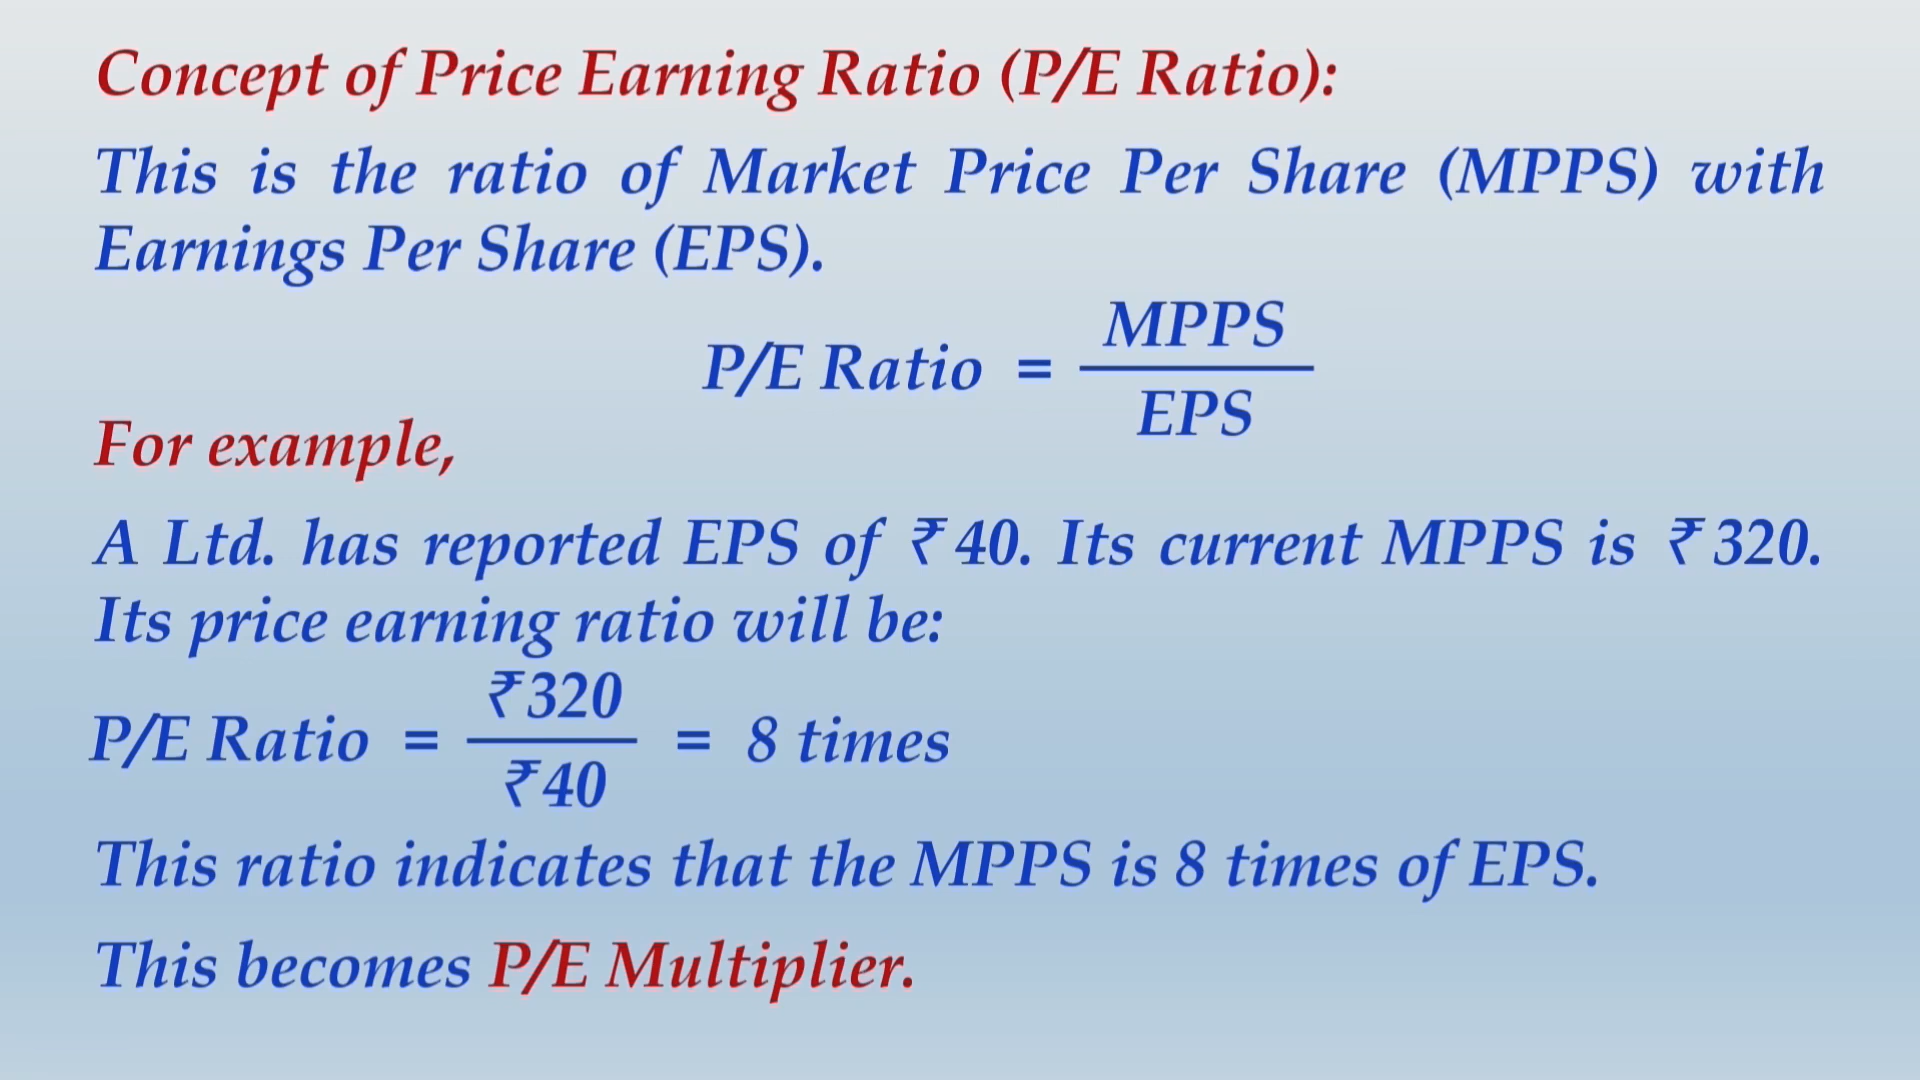 Concept of Price Earning Ratio (P/E Ratio):
This is the ratio of Market Price Per Share (MPPS) with
Earnings Per Share (EPS).
P/E Ratio = MPPS / EPS
For example,
A Ltd. has reported EPS of ₹40. Its current MPPS is ₹320.
Its price earning ratio will be:
P/E Ratio = ₹320 / ₹40 = 8 times
This ratio indicates that the MPPS is 8 times of EPS.
This becomes P/E Multiplier.